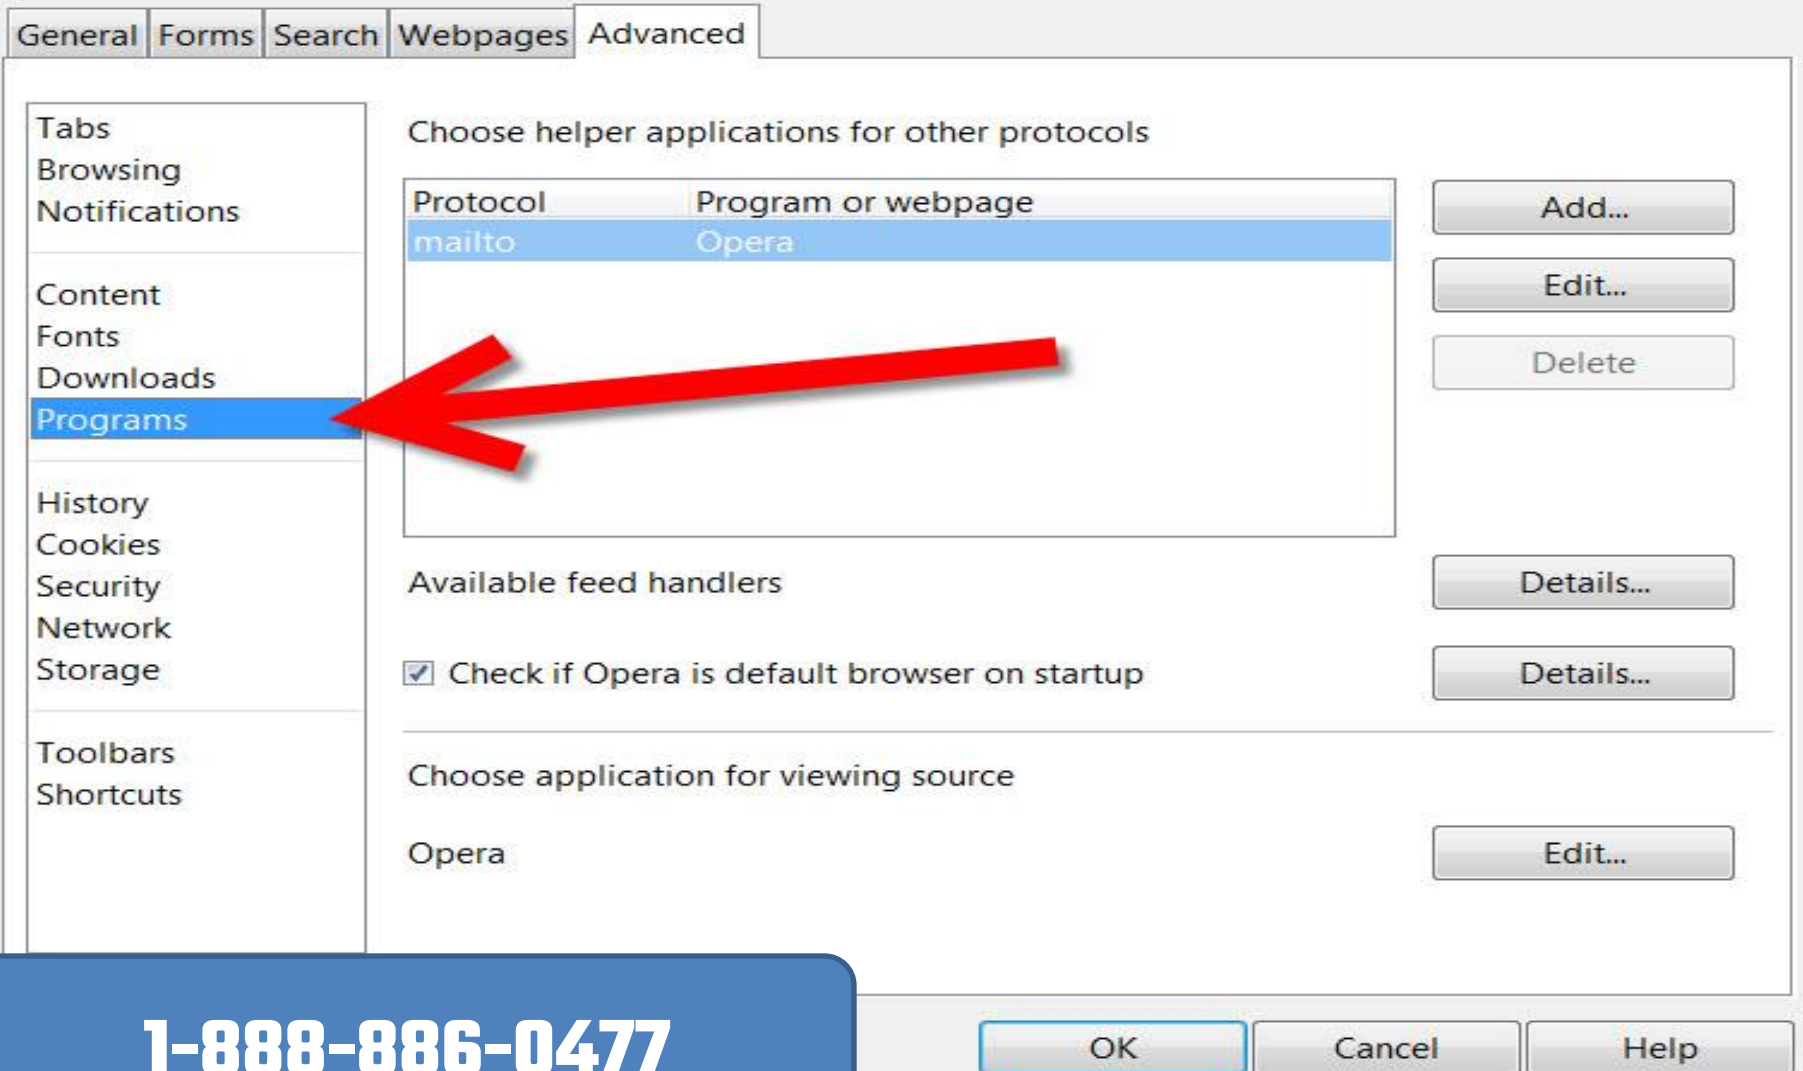 General Forms Search Webpages Advanced
Tabs
Browsing
Notifications
Content
Fonts
Downloads
Programs
History
Cookies
Security
Network
Storage
Toolbars
Shortcuts
Choose helper applications for other protocols
Protocol Program or webpage
mailto Opera
Add...
Edit...
Delete
Available feed handlers
Details...
Check if Opera is default browser on startup
Details...
Choose application for viewing source
Opera
Edit...
1-888-886-0477
OK Cancel Help